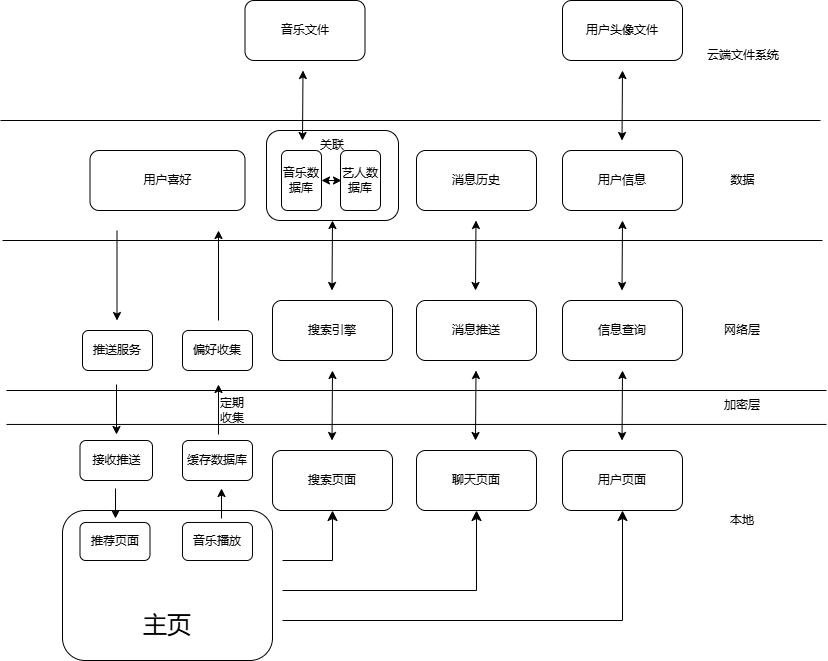 音乐文件
用户头像文件
云端文件系统
关联
用户喜好
音乐数
据库
艺人数
据库
消息历史
用户信息
数据
推送服务
偏好收集
搜索引擎
消息推送
信息查询
网络层
定期
收集
加密层
接收推送
缓存数据库
搜索页面
聊天页面
用户页面
本地
推荐页面
音乐播放
主页